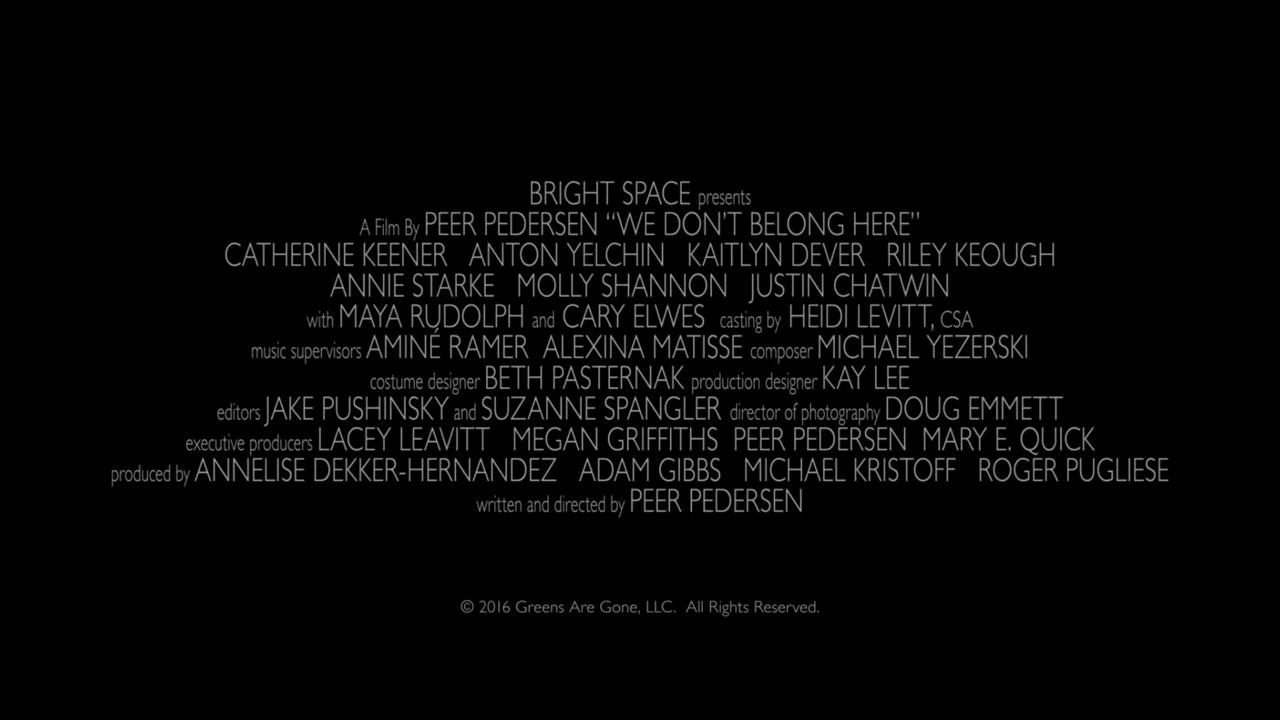 BRIGHT SPACE presents
A Film By PEER PEDERSEN “WE DON’T BELONG HERE”
CATHERINE KEENER ANTON YELCHIN KAITLYN DEVER RILEY KEOUGH
ANNIE STARKE MOLLY SHANNON JUSTIN CHATWIN
with MAYA RUDOLPH and CARY ELWES casting by HEIDI LEVITT, CSA
music supervisors AMINÉ RAMER ALEXINA MATISSE composer MICHAEL YEZERSKI
costume designer BETH PASTERNAK production designer KAY LEE
editors JAKE PUSHINSKY and SUZANNE SPANGLER director of photography DOUG EMMETT
executive producers LACEY LEAVITT MEGAN GRIFFITHS PEER PEDERSEN MARY E. QUICK
produced by ANNELISE DEKKER-HERNANDEZ ADAM GIBBS MICHAEL KRISTOFF ROGER PUGLIESE
written and directed by PEER PEDERSEN
© 2016 Greens Are Gone, LLC. All Rights Reserved.